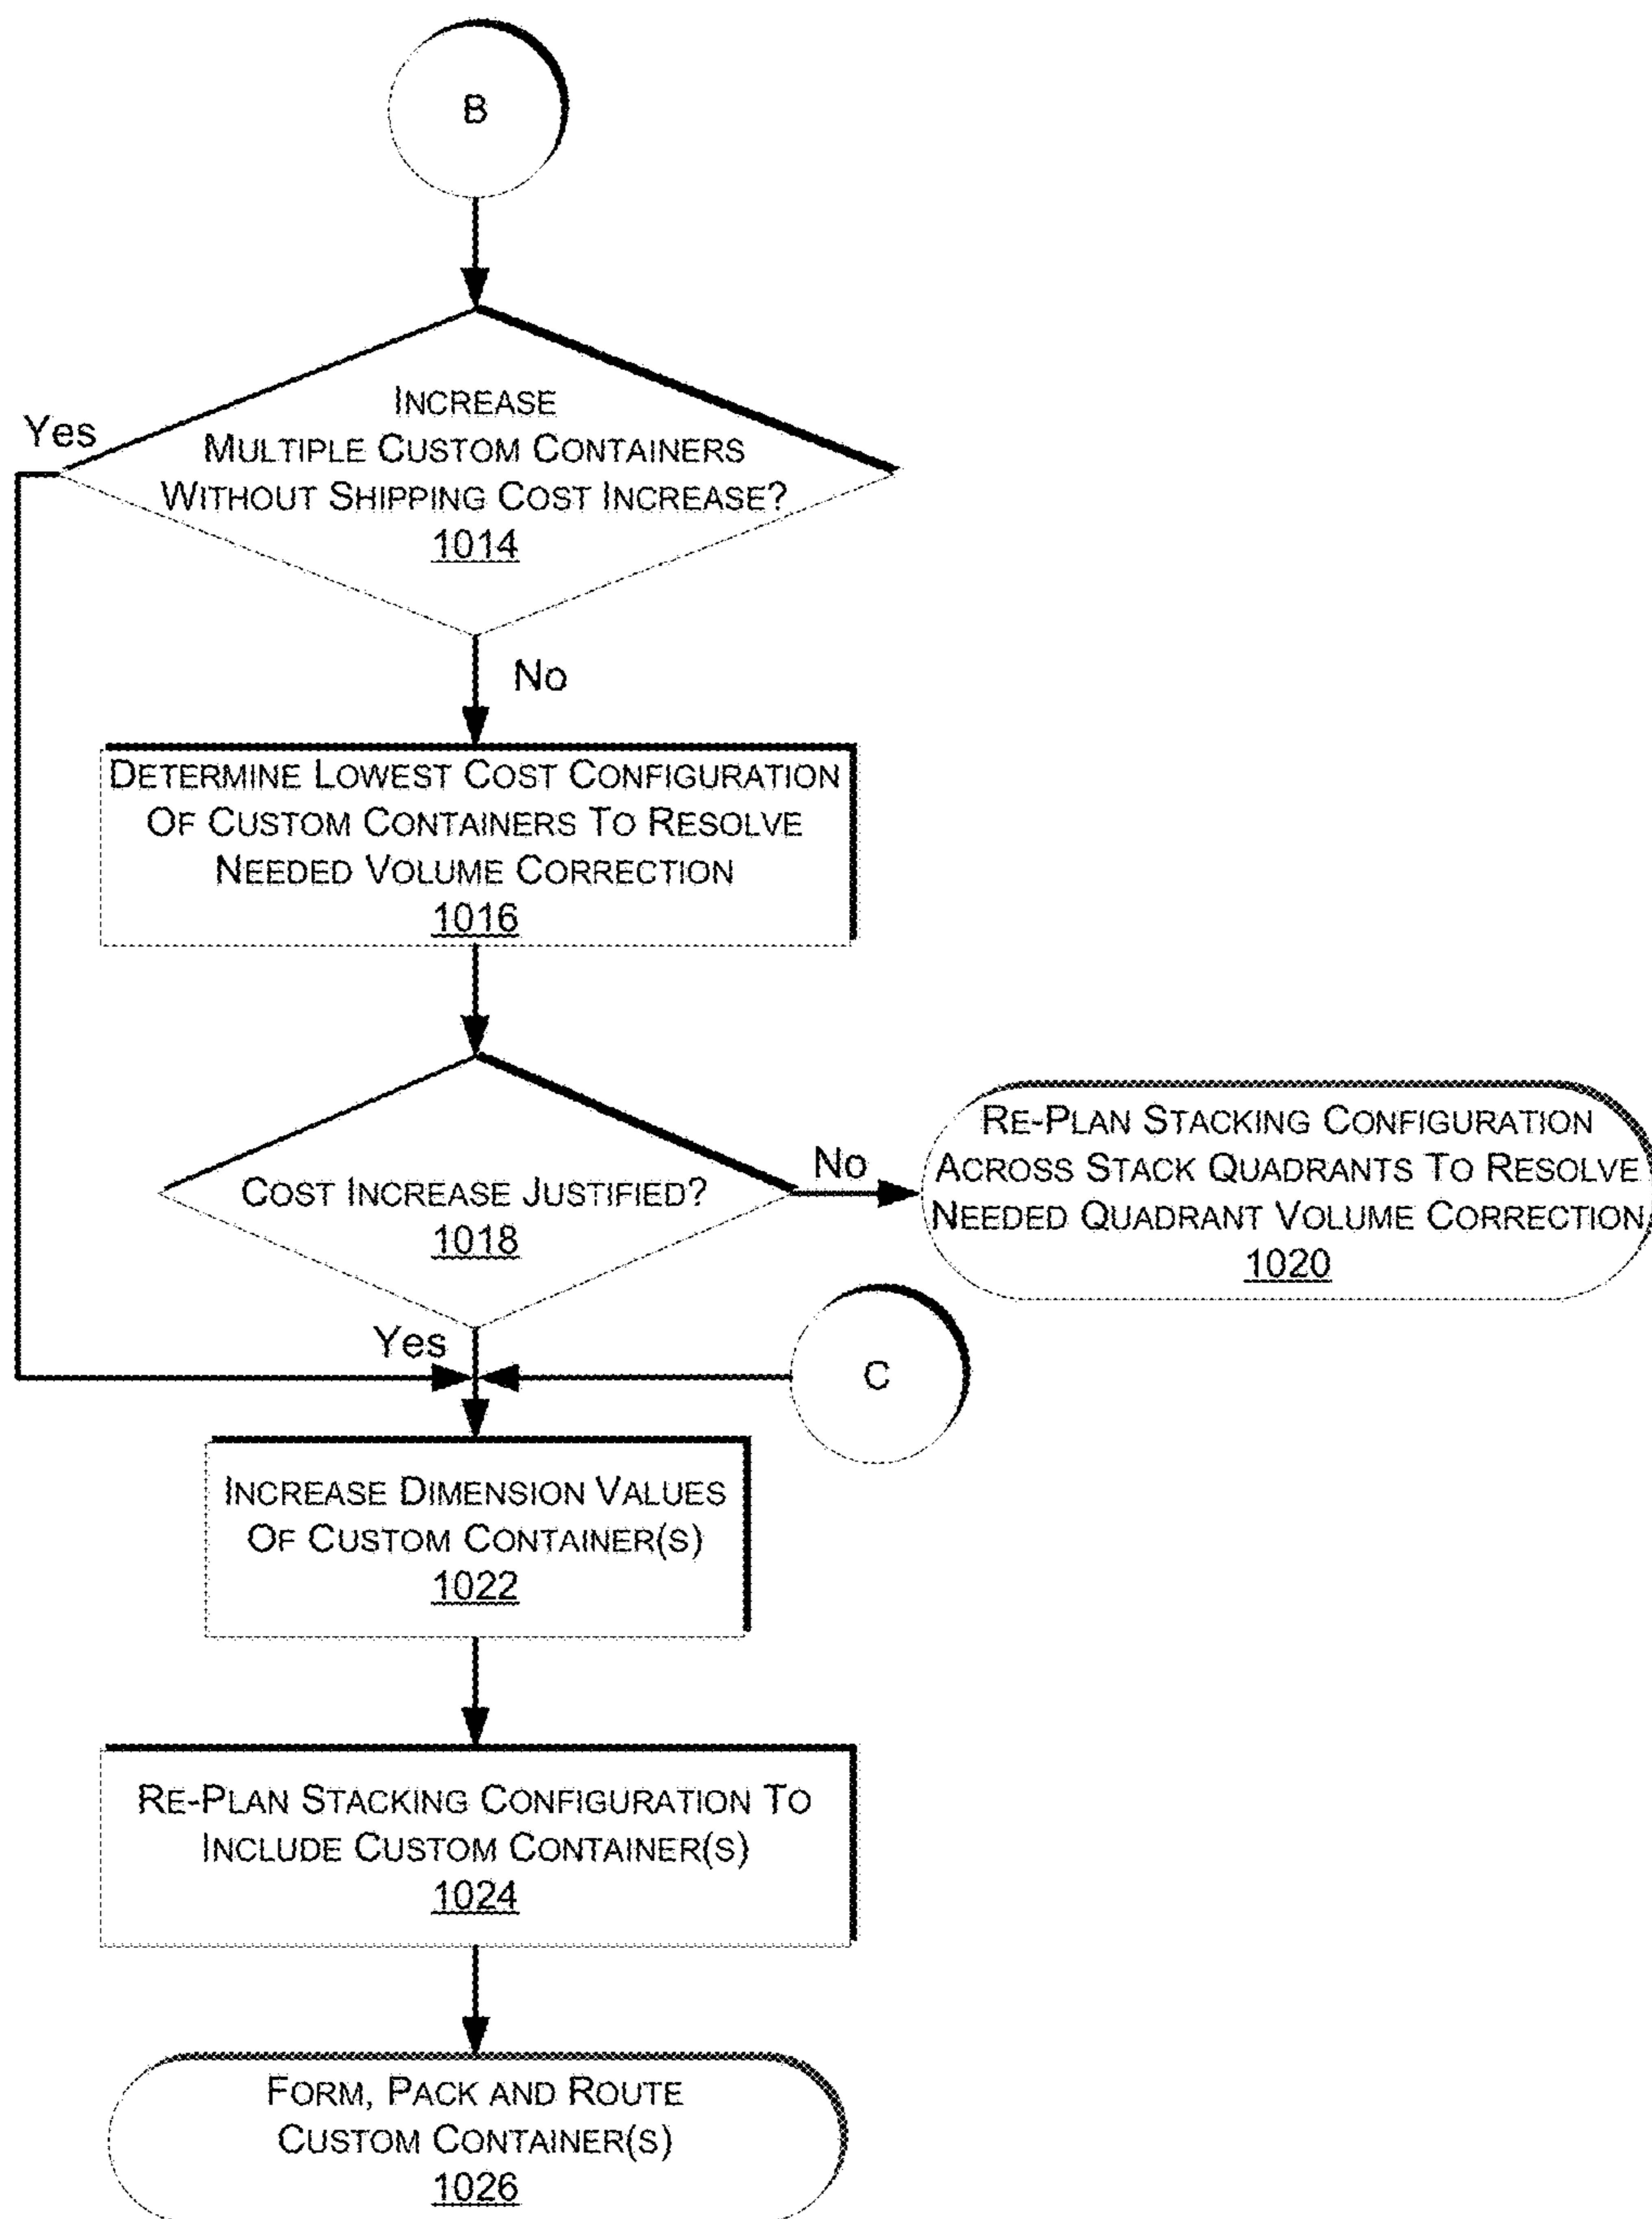 B
INCREASE
MULTIPLE CUSTOM CONTAINERS
WITHOUT SHIPPING COST INCREASE?
1014
Yes
No
DETERMINE LOWEST COST CONFIGURATION
OF CUSTOM CONTAINERS TO RESOLVE
NEEDED VOLUME CORRECTION
1016
COST INCREASE JUSTIFIED?
1018
No
RE-PLAN STACKING CONFIGURATION
ACROSS STACK QUADRANTS TO RESOLVE
NEEDED QUADRANT VOLUME CORRECTION
1020
Yes
C
INCREASE DIMENSION VALUES
OF CUSTOM CONTAINER(S)
1022
RE-PLAN STACKING CONFIGURATION TO
INCLUDE CUSTOM CONTAINER(S)
1024
FORM, PACK AND ROUTE
CUSTOM CONTAINER(S)
1026